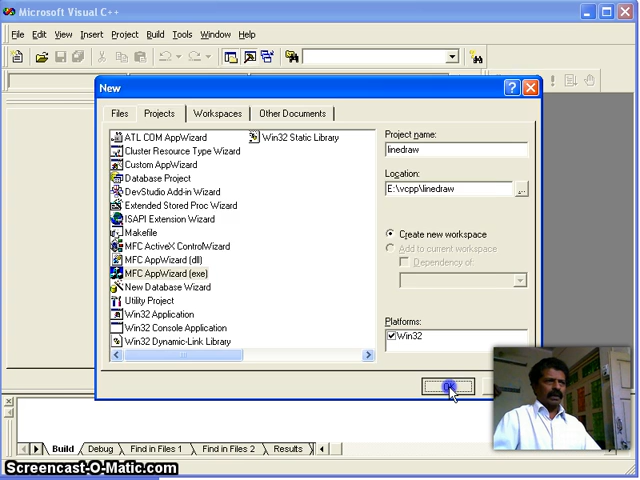 Microsoft Visual C++
File Edit View Insert Project Build Tools Window Help
New
Files Projects Workspaces Other Documents
ATL COM AppWizard
Cluster Resource Type Wizard
Custom AppWizard
Database Project
DevStudio Add-in Wizard
Extended Stored Proc Wizard
ISAPI Extension Wizard
Makefile
MFC ActiveX ControlWizard
MFC AppWizard (dll)
MFC AppWizard (exe)
New Database Wizard
Utility Project
Win32 Application
Win32 Console Application
Win32 Dynamic-Link Library
Win32 Static Library
Project name:
linedraw
Location:
E:\vcpp\linedraw
...
Create new workspace
Add to current workspace
Dependency of:
Platforms:
Win32
OK
Build Debug Find in Files 1 Find in Files 2 Results
Screencast-O-Matic.com